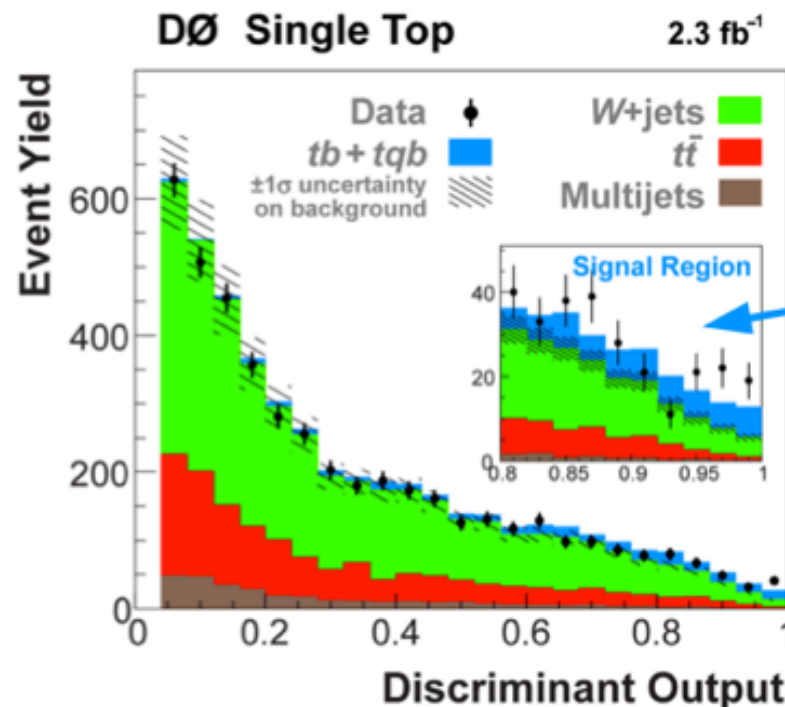 DØ Single Top 2.3 fb⁻¹
Event Yield
Data
tb + tqb
±1σ uncertainty
on background
W+jets
tt̄
Multijets
600
400
200
0
Signal Region
40
20
0
0.8 0.85 0.9 0.95 1
0 0.2 0.4 0.6 0.8 1
Discriminant Output